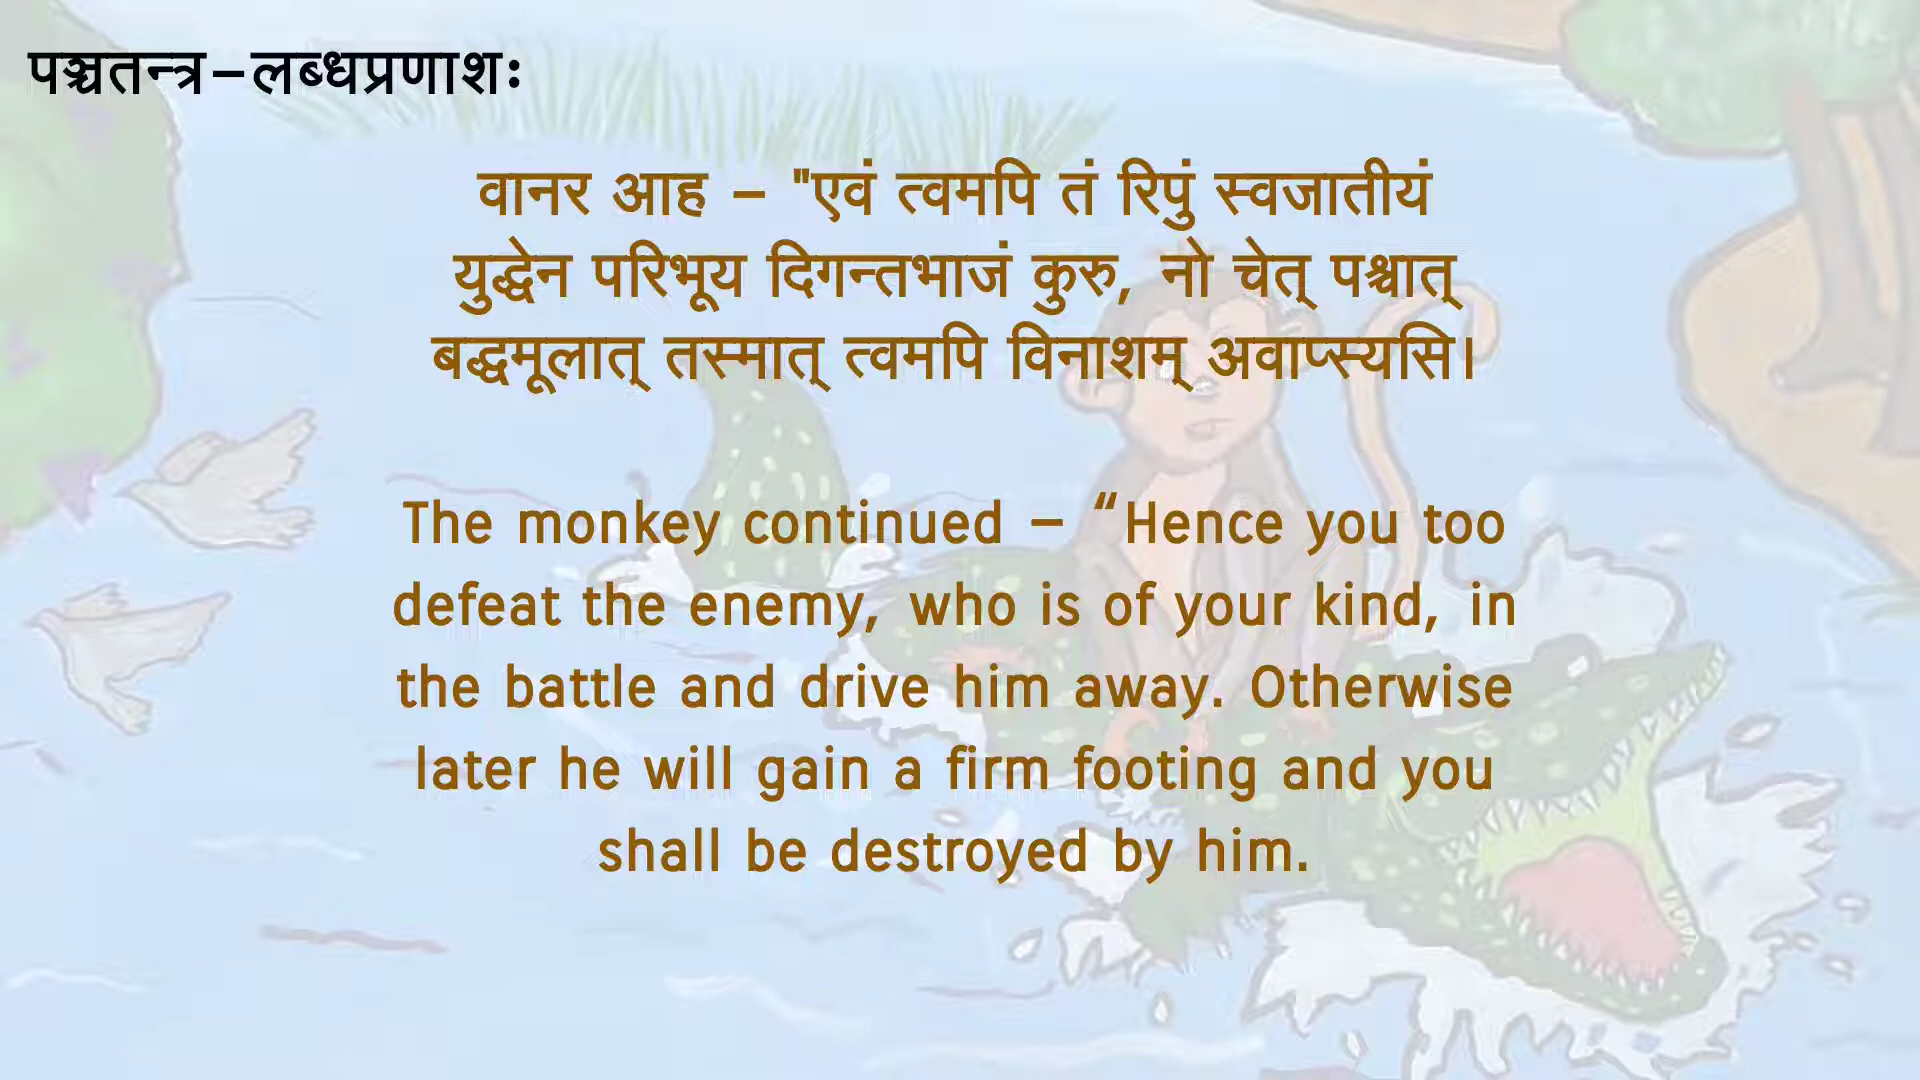 पञ्चतन्त्र-लब्धप्रणाशः
वानर आह - "एवं त्वमपि तं रिपुं स्वजातीयं
युद्धेन परिभूय दिगन्तभाजं कुरु, नो चेत् पश्चात्
बद्धमूलात् तस्मात् त्वमपि विनाशम् अवाप्स्यसि।
The monkey continued - “Hence you too
defeat the enemy, who is of your kind, in
the battle and drive him away. Otherwise
later he will gain a firm footing and you
shall be destroyed by him.